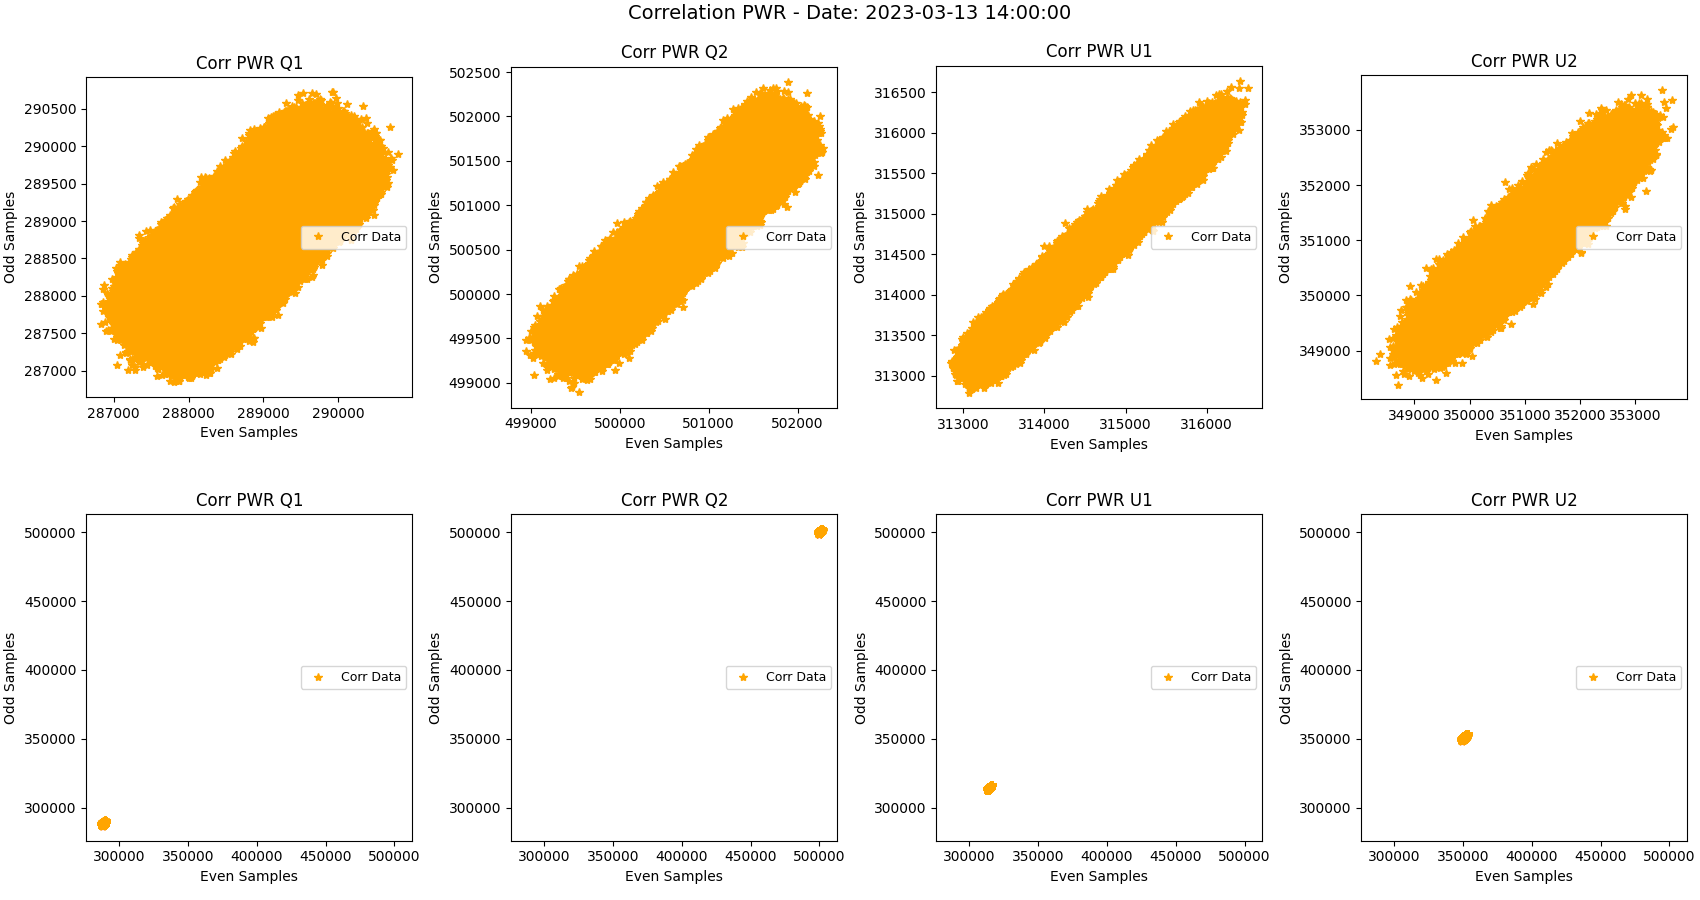 Correlation PWR - Date: 2023-03-13 14:00:00
Corr PWR Q1
290500
290000
289500
289000
288500
288000
287500
287000
287000 288000 289000 290000
Odd Samples
Even Samples
Corr Data
Corr PWR Q2
502500
502000
501500
501000
500500
500000
499500
499000
499000 500000 501000 502000
Odd Samples
Even Samples
Corr Data
Corr PWR U1
316500
316000
315500
315000
314500
314000
313500
313000
313000 314000 315000 316000
Odd Samples
Even Samples
Corr Data
Corr PWR U2
353000
352000
351000
350000
349000
349000 350000 351000 352000 353000
Odd Samples
Even Samples
Corr Data
Corr PWR Q1
500000
450000
400000
350000
300000
300000 350000 400000 450000 500000
Odd Samples
Even Samples
Corr Data
Corr PWR Q2
500000
450000
400000
350000
300000
300000 350000 400000 450000 500000
Odd Samples
Even Samples
Corr Data
Corr PWR U1
500000
450000
400000
350000
300000
300000 350000 400000 450000 500000
Odd Samples
Even Samples
Corr Data
Corr PWR U2
500000
450000
400000
350000
300000
300000 350000 400000 450000 500000
Odd Samples
Even Samples
Corr Data